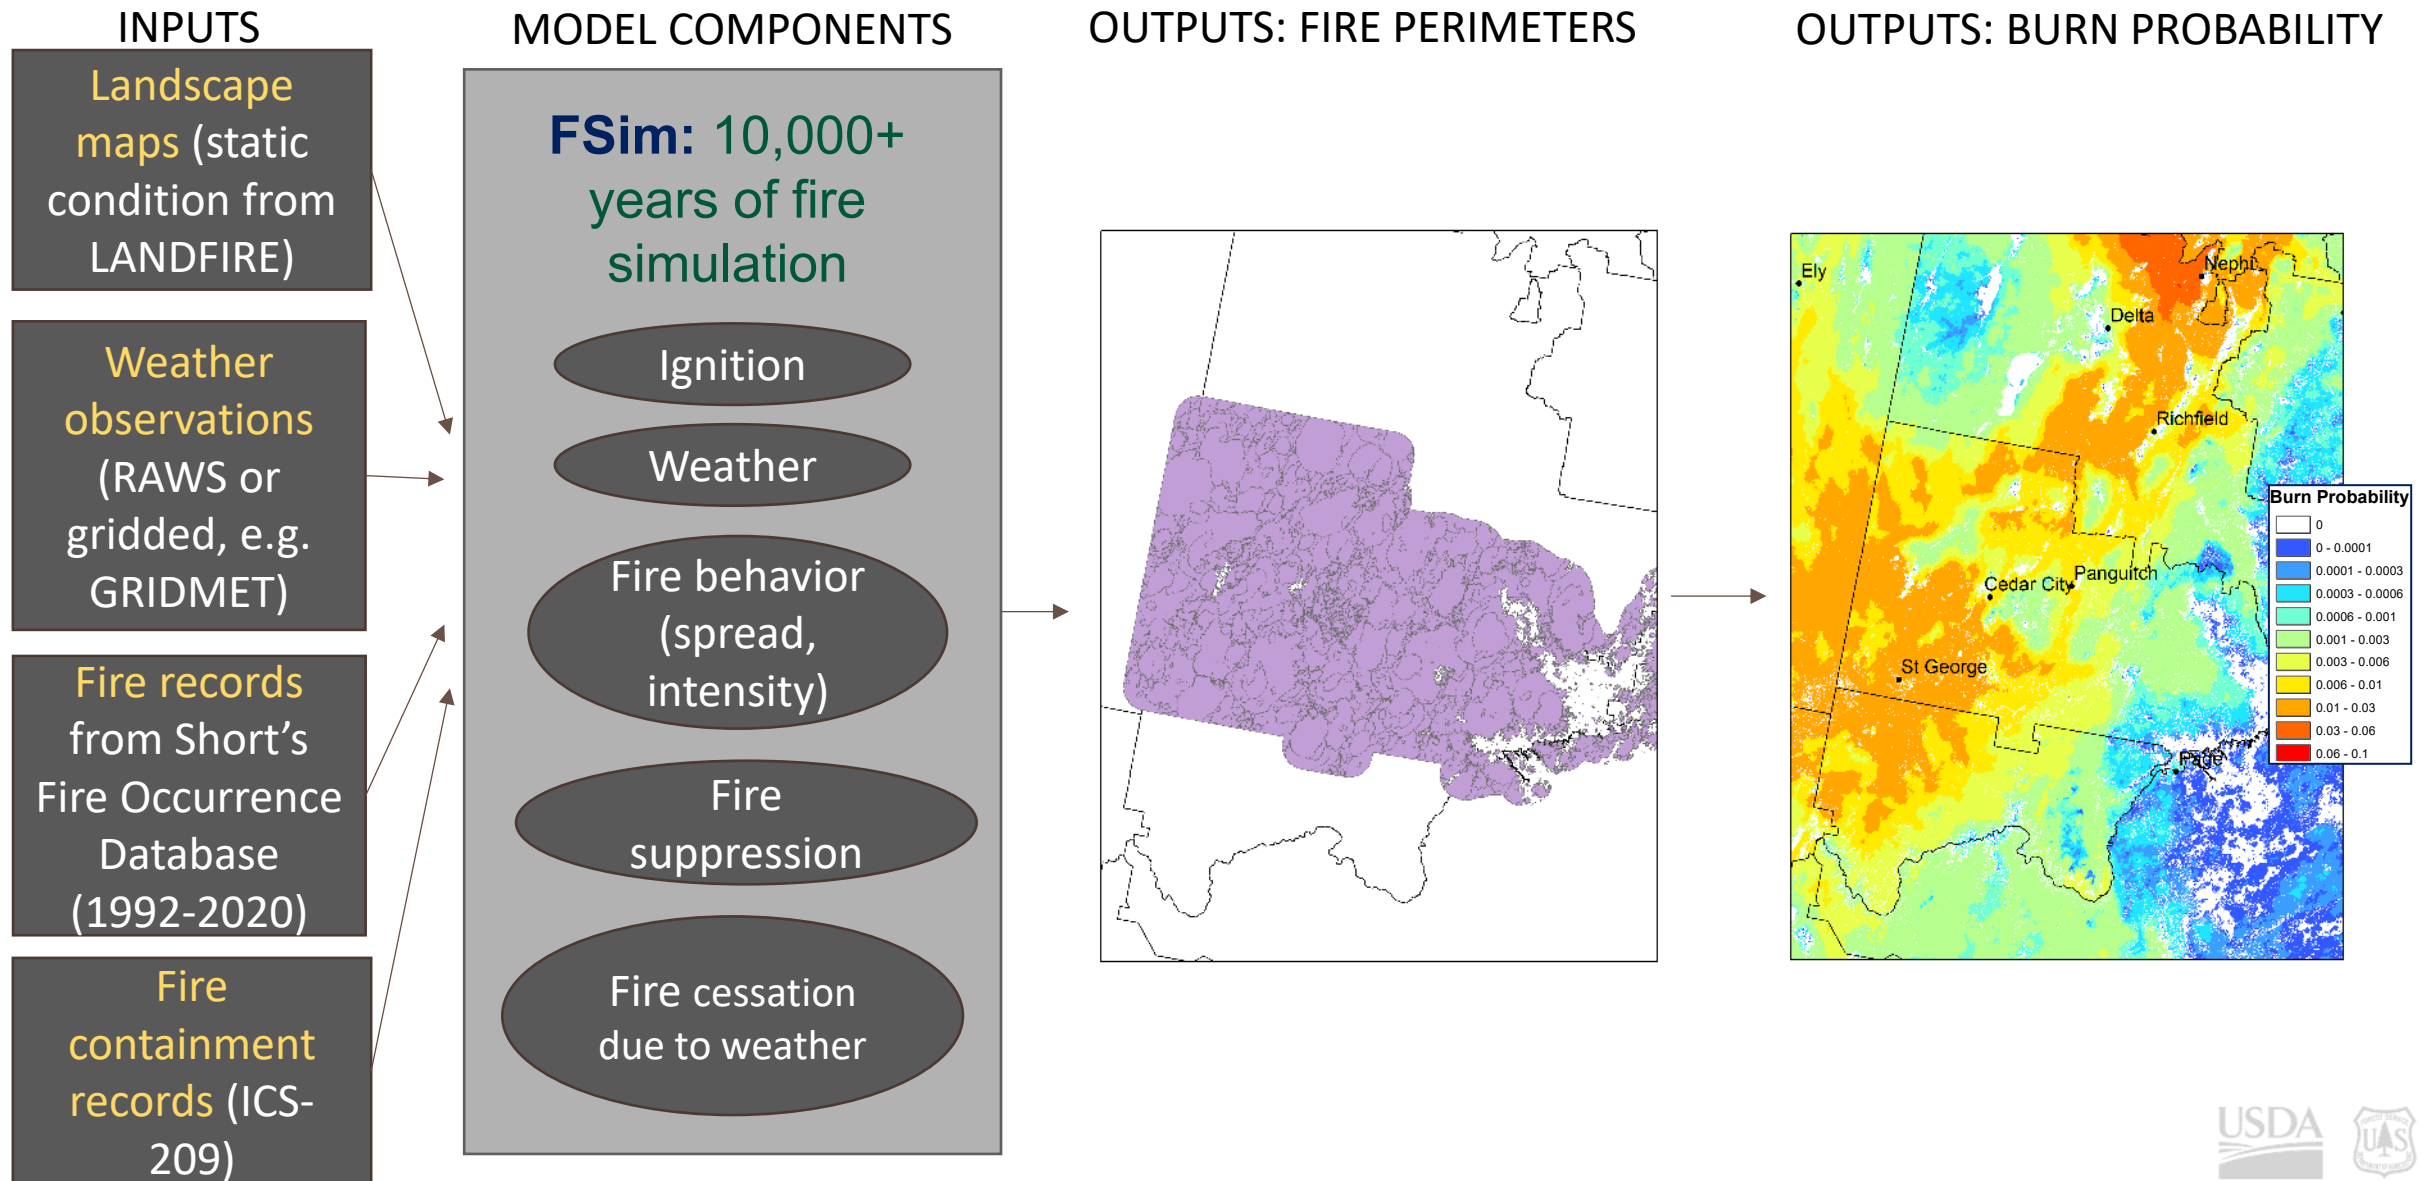 INPUTS
Landscape
maps (static
condition from
LANDFIRE)
Weather
observations
(RAWS or
gridded, e.g.
GRIDMET)
Fire records
from Short’s
Fire Occurrence
Database
(1992-2020)
Fire
containment
records (ICS-
209)
MODEL COMPONENTS
FSim: 10,000+
years of fire
simulation
Ignition
Weather
Fire behavior
(spread,
intensity)
Fire
suppression
Fire cessation
due to weather
OUTPUTS: FIRE PERIMETERS
OUTPUTS: BURN PROBABILITY
Ely
Nephi
Delta
Richfield
Cedar City
Panguitch
St George
Page
Burn Probability
0
0 - 0.0001
0.0001 - 0.0003
0.0003 - 0.0006
0.0006 - 0.001
0.001 - 0.003
0.003 - 0.006
0.006 - 0.01
0.01 - 0.03
0.03 - 0.06
0.06 - 0.1
USDA
FOREST SERVICE
U S
DEPARTMENT OF AGRICULTURE